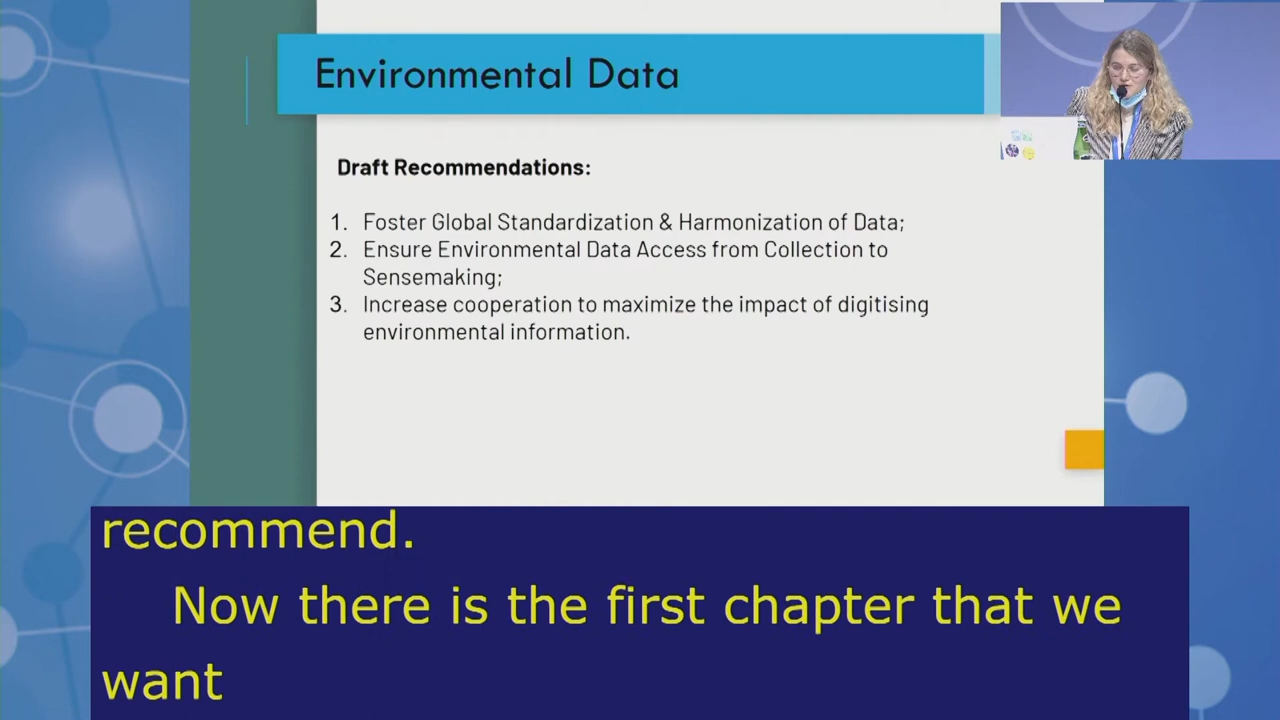 Environmental Data
Draft Recommendations:
1. Foster Global Standardization & Harmonization of Data;
2. Ensure Environmental Data Access from Collection to
Sensemaking;
3. Increase cooperation to maximize the impact of digitising
environmental information.
recommend.
Now there is the first chapter that we
want